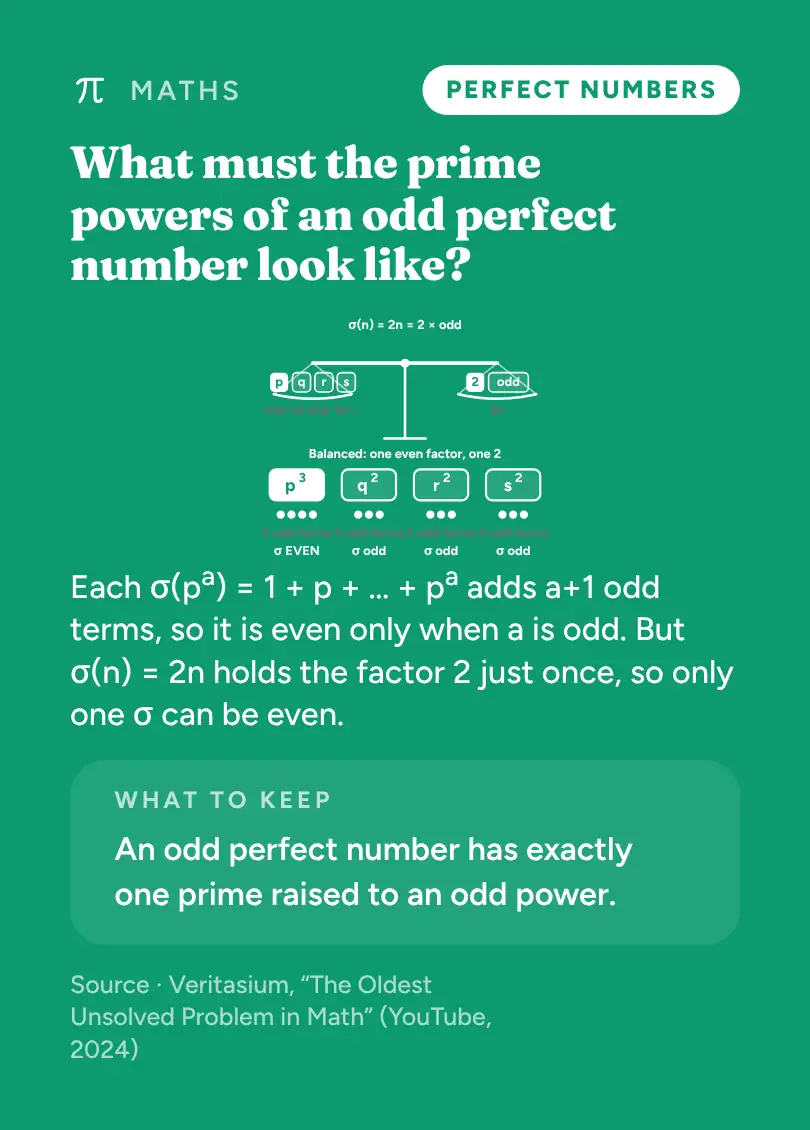 π MATHS
PERFECT NUMBERS
What must the prime
powers of an odd perfect
number look like?
σ(n) = 2n = 2 × odd
p q r s
2 odd
2n
Balanced: one even factor, one 2
p³ q² r² s²
σ EVEN σ odd σ odd σ odd
Each σ(pᵃ) = 1 + p + … + pᵃ adds a+1 odd
terms, so it is even only when a is odd. But
σ(n) = 2n holds the factor 2 just once, so only
one σ can be even.
WHAT TO KEEP
An odd perfect number has exactly
one prime raised to an odd power.
Source · Veritasium, “The Oldest
Unsolved Problem in Math” (YouTube,
2024)